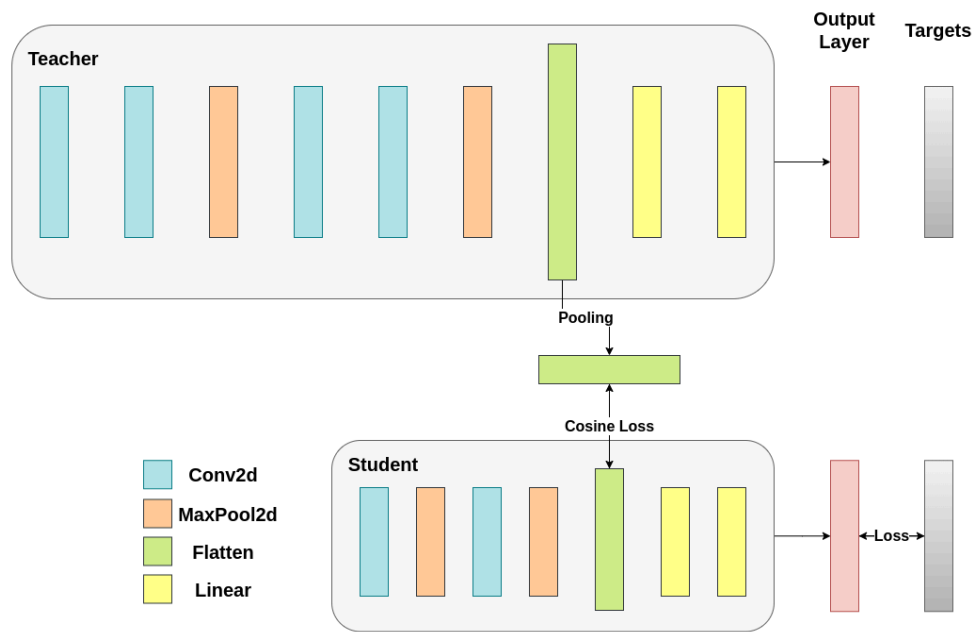 Output
Layer
Targets
Teacher
Pooling
Cosine Loss
Student
Conv2d
MaxPool2d
Flatten
Linear
Loss